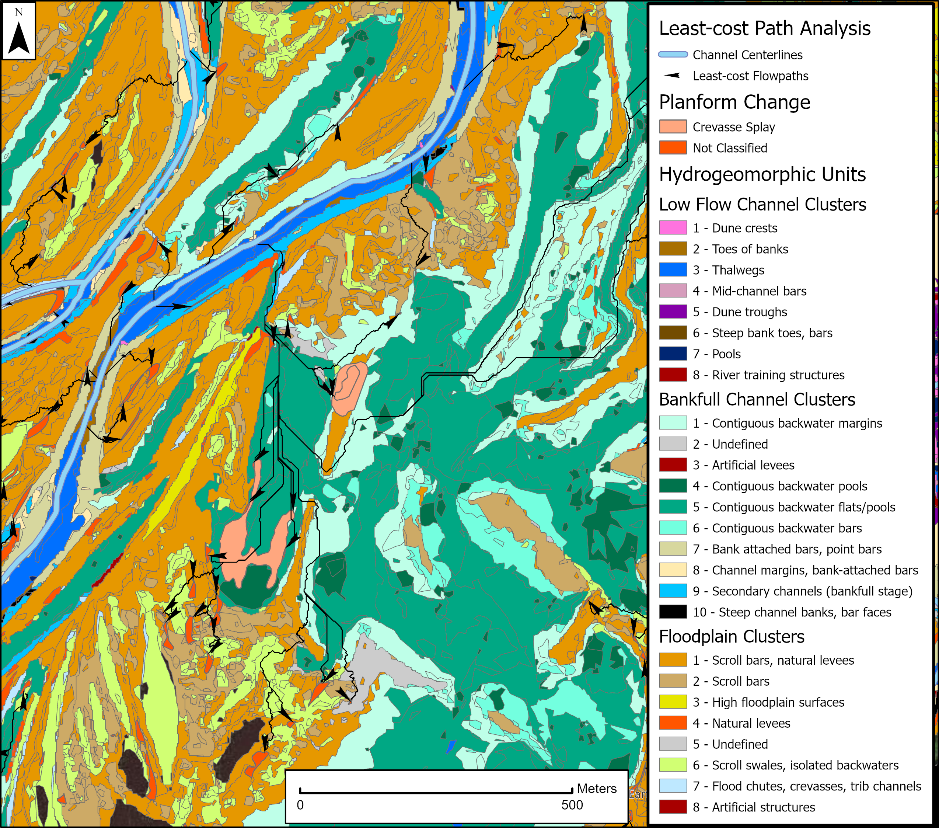 N
Least-cost Path Analysis
Channel Centerlines
Least-cost Flowpaths
Planform Change
Crevasse Splay
Not Classified
Hydrogeomorphic Units
Low Flow Channel Clusters
1 - Dune crests
2 - Toes of banks
3 - Thalwegs
4 - Mid-channel bars
5 - Dune troughs
6 - Steep bank toes, bars
7 - Pools
8 - River training structures
Bankfull Channel Clusters
1 - Contiguous backwater margins
2 - Undefined
3 - Artificial levees
4 - Contiguous backwater pools
5 - Contiguous backwater flats/pools
6 - Contiguous backwater bars
7 - Bank attached bars, point bars
8 - Channel margins, bank-attached bars
9 - Secondary channels (bankfull stage)
10 - Steep channel banks, bar faces
Floodplain Clusters
1 - Scroll bars, natural levees
2 - Scroll bars
3 - High floodplain surfaces
4 - Natural levees
5 - Undefined
6 - Scroll swales, isolated backwaters
7 - Flood chutes, crevasses, trib channels
8 - Artificial structures
Meters
0 500